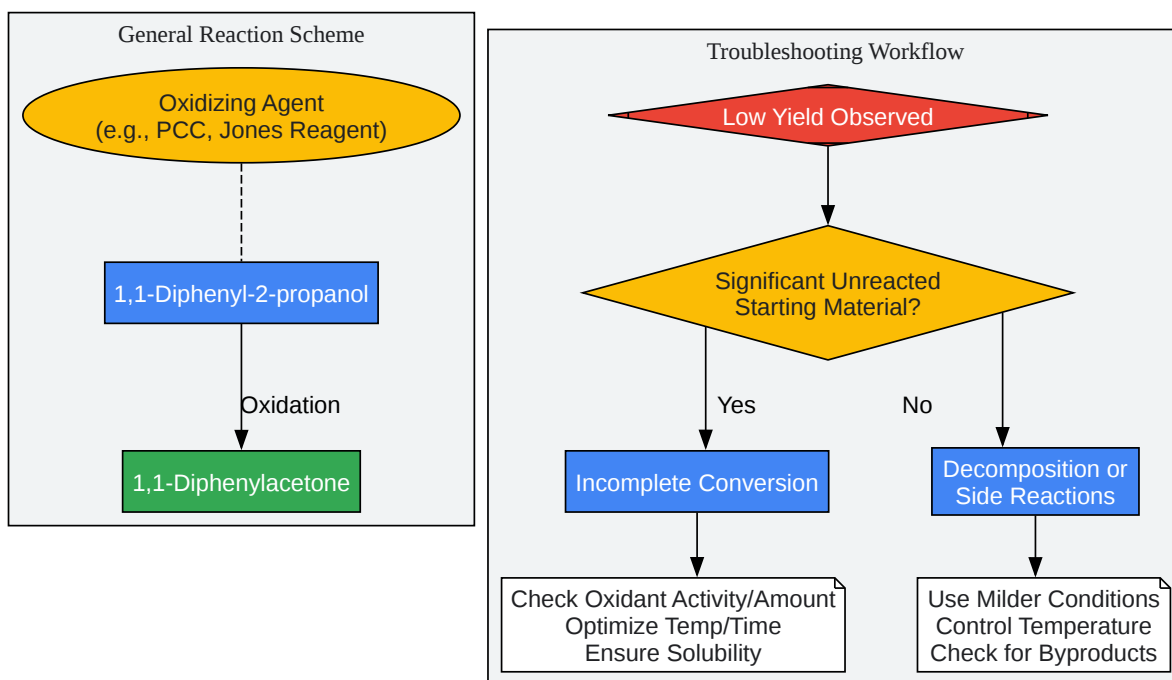 General Reaction Scheme
Oxidizing Agent
(e.g., PCC, Jones Reagent)
1,1-Diphenyl-2-propanol
Oxidation
1,1-Diphenylacetone
Troubleshooting Workflow
Low Yield Observed
Significant Unreacted
Starting Material?
Yes
No
Incomplete Conversion
Decomposition or
Side Reactions
Check Oxidant Activity/Amount
Optimize Temp/Time
Ensure Solubility
Use Milder Conditions
Control Temperature
Check for Byproducts